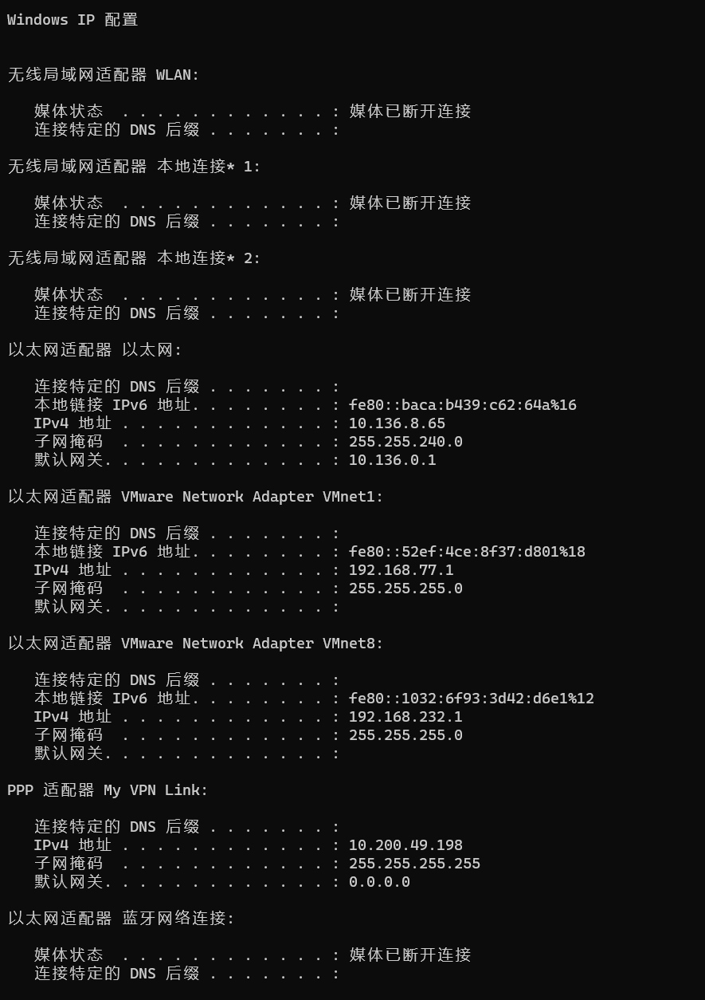 Windows IP 配置
无线局域网适配器 WLAN:
媒体状态  . . . . . . . . . . . . : 媒体已断开连接
连接特定的 DNS 后缀 . . . . . . . :
无线局域网适配器 本地连接* 1:
媒体状态  . . . . . . . . . . . . : 媒体已断开连接
连接特定的 DNS 后缀 . . . . . . . :
无线局域网适配器 本地连接* 2:
媒体状态  . . . . . . . . . . . . : 媒体已断开连接
连接特定的 DNS 后缀 . . . . . . . :
以太网适配器 以太网:
连接特定的 DNS 后缀 . . . . . . . :
本地链接 IPv6 地址. . . . . . . . : fe80::baca:b439:c62:64a%16
IPv4 地址 . . . . . . . . . . . . : 10.136.8.65
子网掩码  . . . . . . . . . . . . : 255.255.240.0
默认网关. . . . . . . . . . . . . : 10.136.0.1
以太网适配器 VMware Network Adapter VMnet1:
连接特定的 DNS 后缀 . . . . . . . :
本地链接 IPv6 地址. . . . . . . . : fe80::52ef:4ce:8f37:d801%18
IPv4 地址 . . . . . . . . . . . . : 192.168.77.1
子网掩码  . . . . . . . . . . . . : 255.255.255.0
默认网关. . . . . . . . . . . . . :
以太网适配器 VMware Network Adapter VMnet8:
连接特定的 DNS 后缀 . . . . . . . :
本地链接 IPv6 地址. . . . . . . . : fe80::1032:6f93:3d42:d6e1%12
IPv4 地址 . . . . . . . . . . . . : 192.168.232.1
子网掩码  . . . . . . . . . . . . : 255.255.255.0
默认网关. . . . . . . . . . . . . :
PPP 适配器 My VPN Link:
连接特定的 DNS 后缀 . . . . . . . :
IPv4 地址 . . . . . . . . . . . . : 10.200.49.198
子网掩码  . . . . . . . . . . . . : 255.255.255.255
默认网关. . . . . . . . . . . . . : 0.0.0.0
以太网适配器 蓝牙网络连接:
媒体状态  . . . . . . . . . . . . : 媒体已断开连接
连接特定的 DNS 后缀 . . . . . . . :